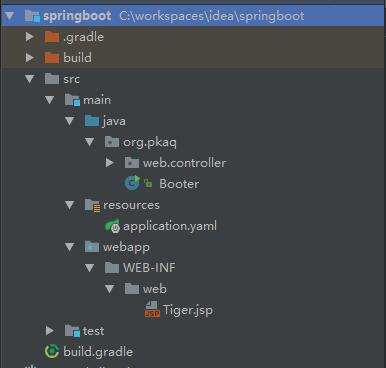 springboot C:\workspaces\idea\springboot
.gradle
build
src
main
java
org.pkaq
web.controller
Booter
resources
application.yaml
webapp
WEB-INF
web
JSP Tiger.jsp
test
build.gradle